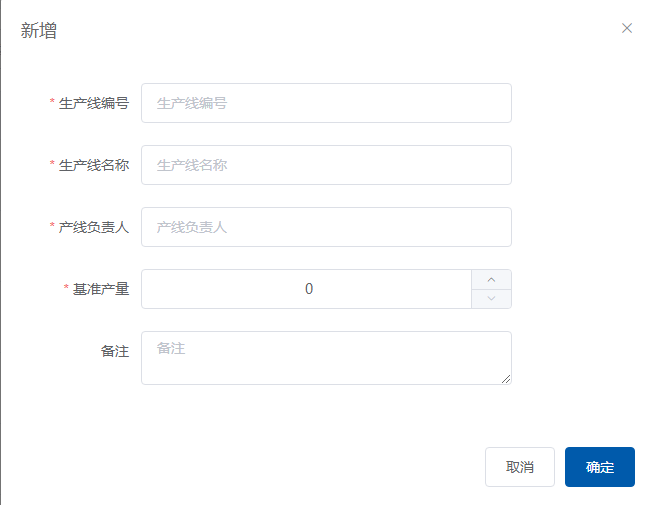 新增
* 生产线编号 生产线编号
* 生产线名称 生产线名称
* 产线负责人 产线负责人
* 基准产量 0
备注 备注
取消 确定